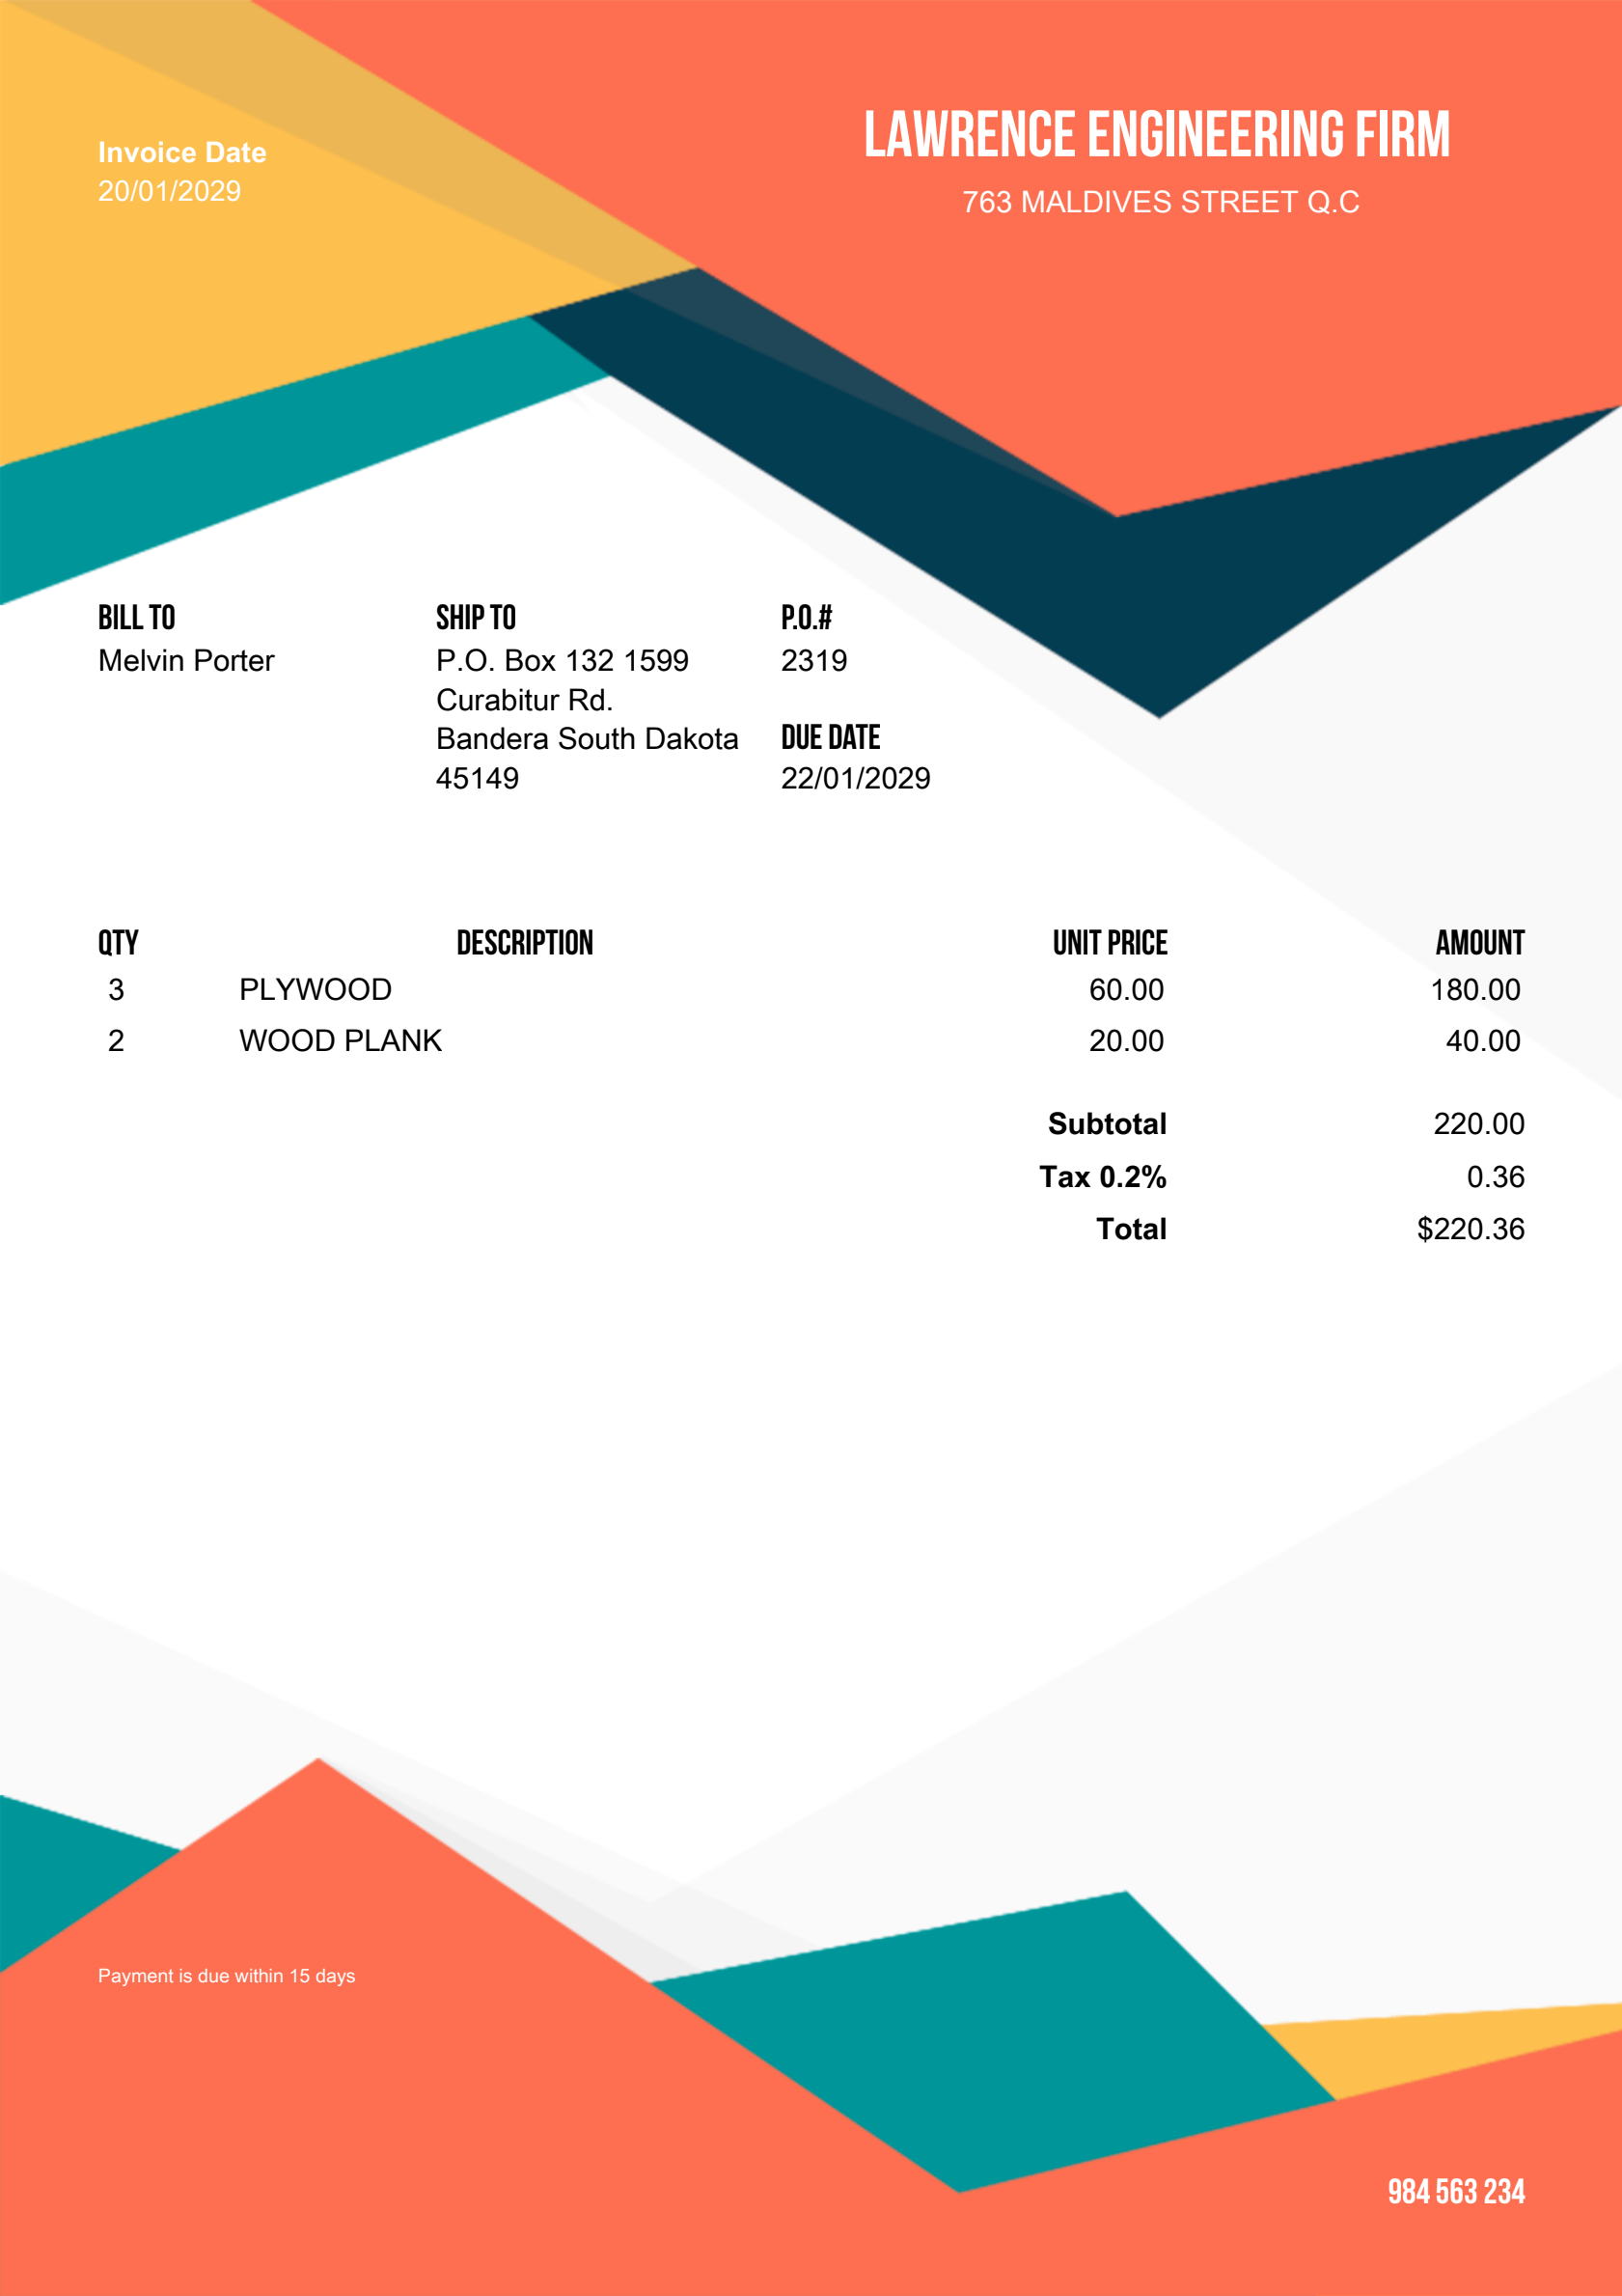 LAWRENCE ENGINEERING FIRM
763 MALDIVES STREET Q.C
Invoice Date
20/01/2029
BILL TO
Melvin Porter
SHIP TO
P.O. Box 132 1599
Curabitur Rd.
Bandera South Dakota
45149
P.O.#
2319
DUE DATE
22/01/2029
QTY DESCRIPTION UNIT PRICE AMOUNT
3 PLYWOOD 60.00 180.00
2 WOOD PLANK 20.00 40.00
Subtotal 220.00
Tax 0.2% 0.36
Total $220.36
Payment is due within 15 days
984 563 234